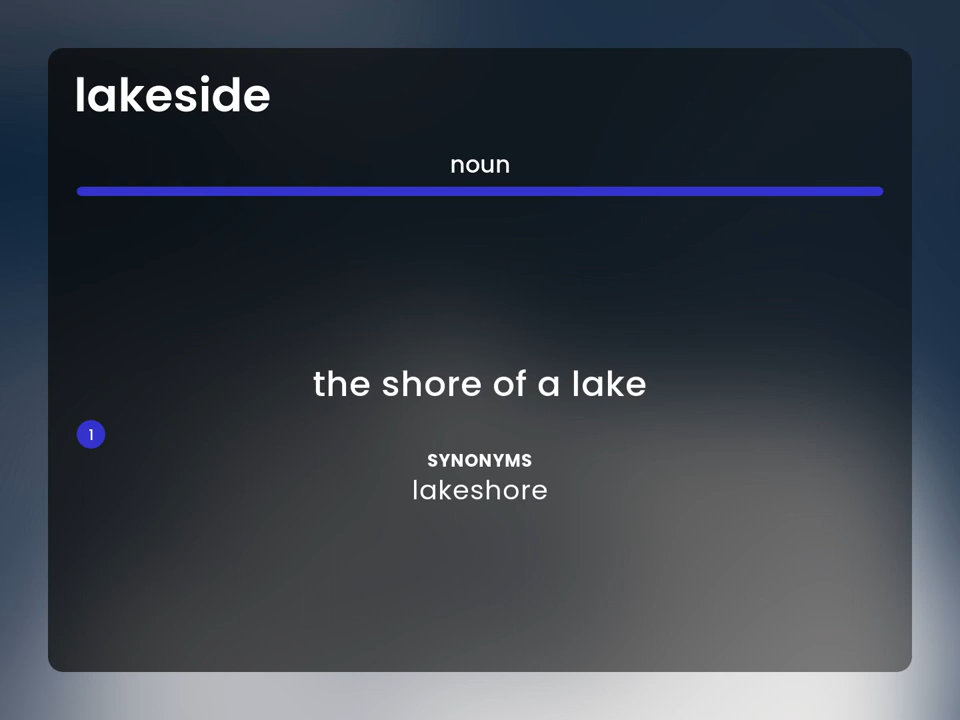 lakeside
noun
the shore of a lake
1
SYNONYMS
lakeshore